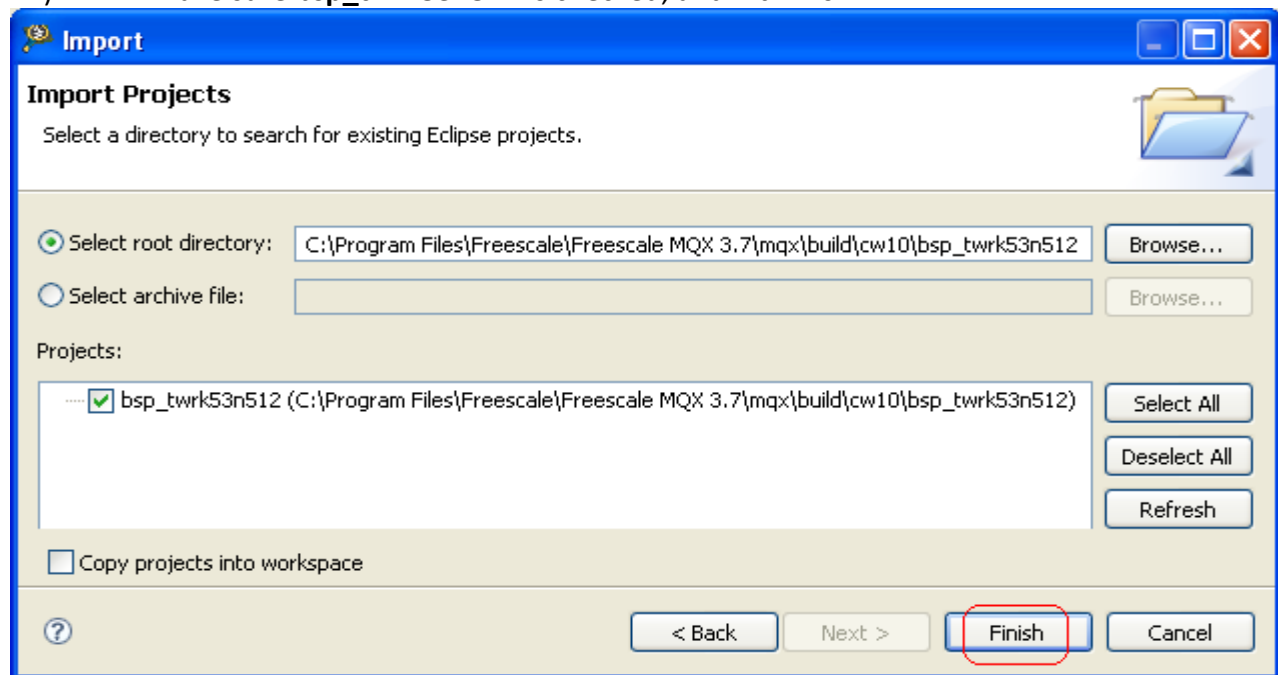 Import
Import Projects
Select a directory to search for existing Eclipse projects.
Select root directory: C:\Program Files\Freescale\Freescale MQX 3.7\mqx\build\cw10\bsp_twrk53n512 Browse...
Select archive file: Browse...
Projects:
bsp_twrk53n512 (C:\Program Files\Freescale\Freescale MQX 3.7\mqx\build\cw10\bsp_twrk53n512) Select All
Deselect All
Refresh
Copy projects into workspace
? < Back Next > Finish Cancel